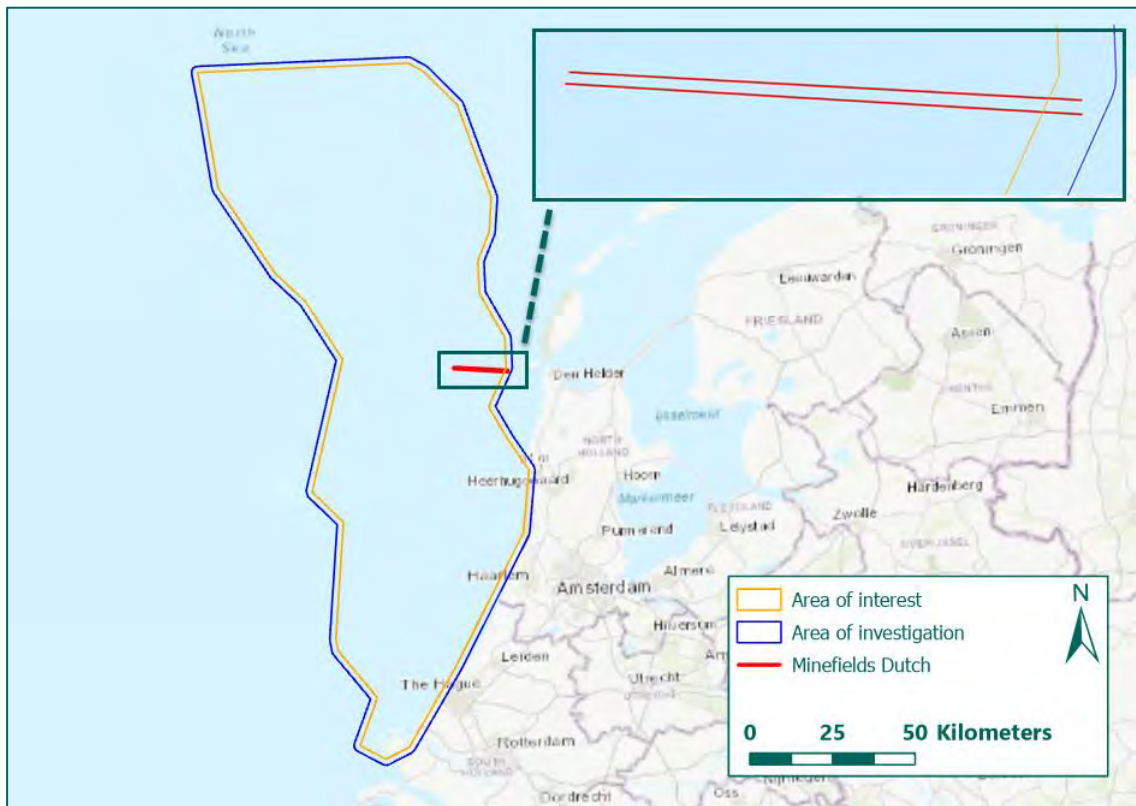 North
Sea
GRONINGEN
Groningen
Leeuwarden
FRIESLAND
Assen
Den Helder
Emmen
IJsselmeer
NORTH
HOLLAND
Heerhugowaard
Hoorn
Hardenberg
Markermeer
FLEVOLAND
Zwolle
Purmerend
Lelystad
OVERIJSSEL
Haarlem
Amsterdam
Almere
Hilversum
Leiden
The Hague
Utrecht
UTRECHT
Rotterdam
SOUTH
HOLLAND
Dordrecht
Oss
Nijmegen
Area of interest
Area of investigation
Minefields Dutch
N
0 25 50 Kilometers